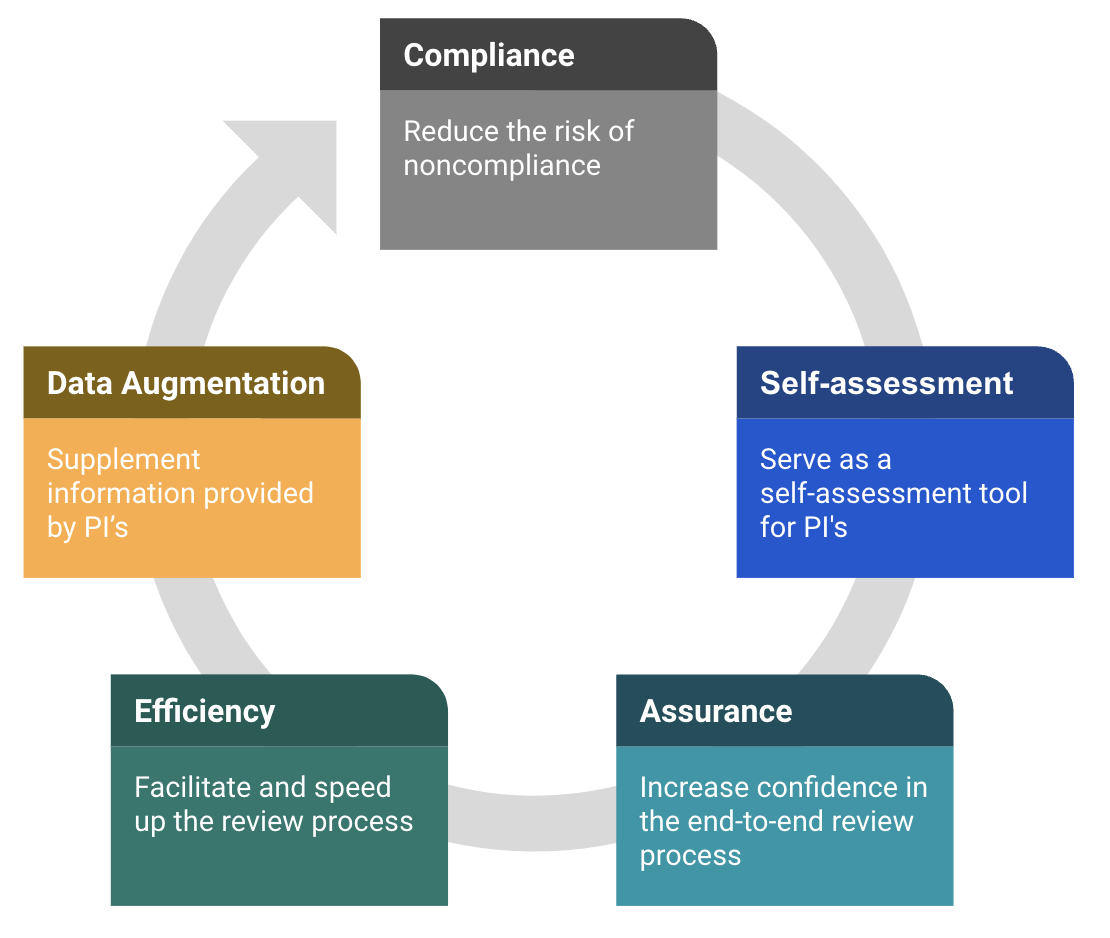 Compliance
Reduce the risk of
noncompliance
Self-assessment
Serve as a
self-assessment tool
for PI's
Assurance
Increase confidence in
the end-to-end review
process
Efficiency
Facilitate and speed
up the review process
Data Augmentation
Supplement
information provided
by PI’s